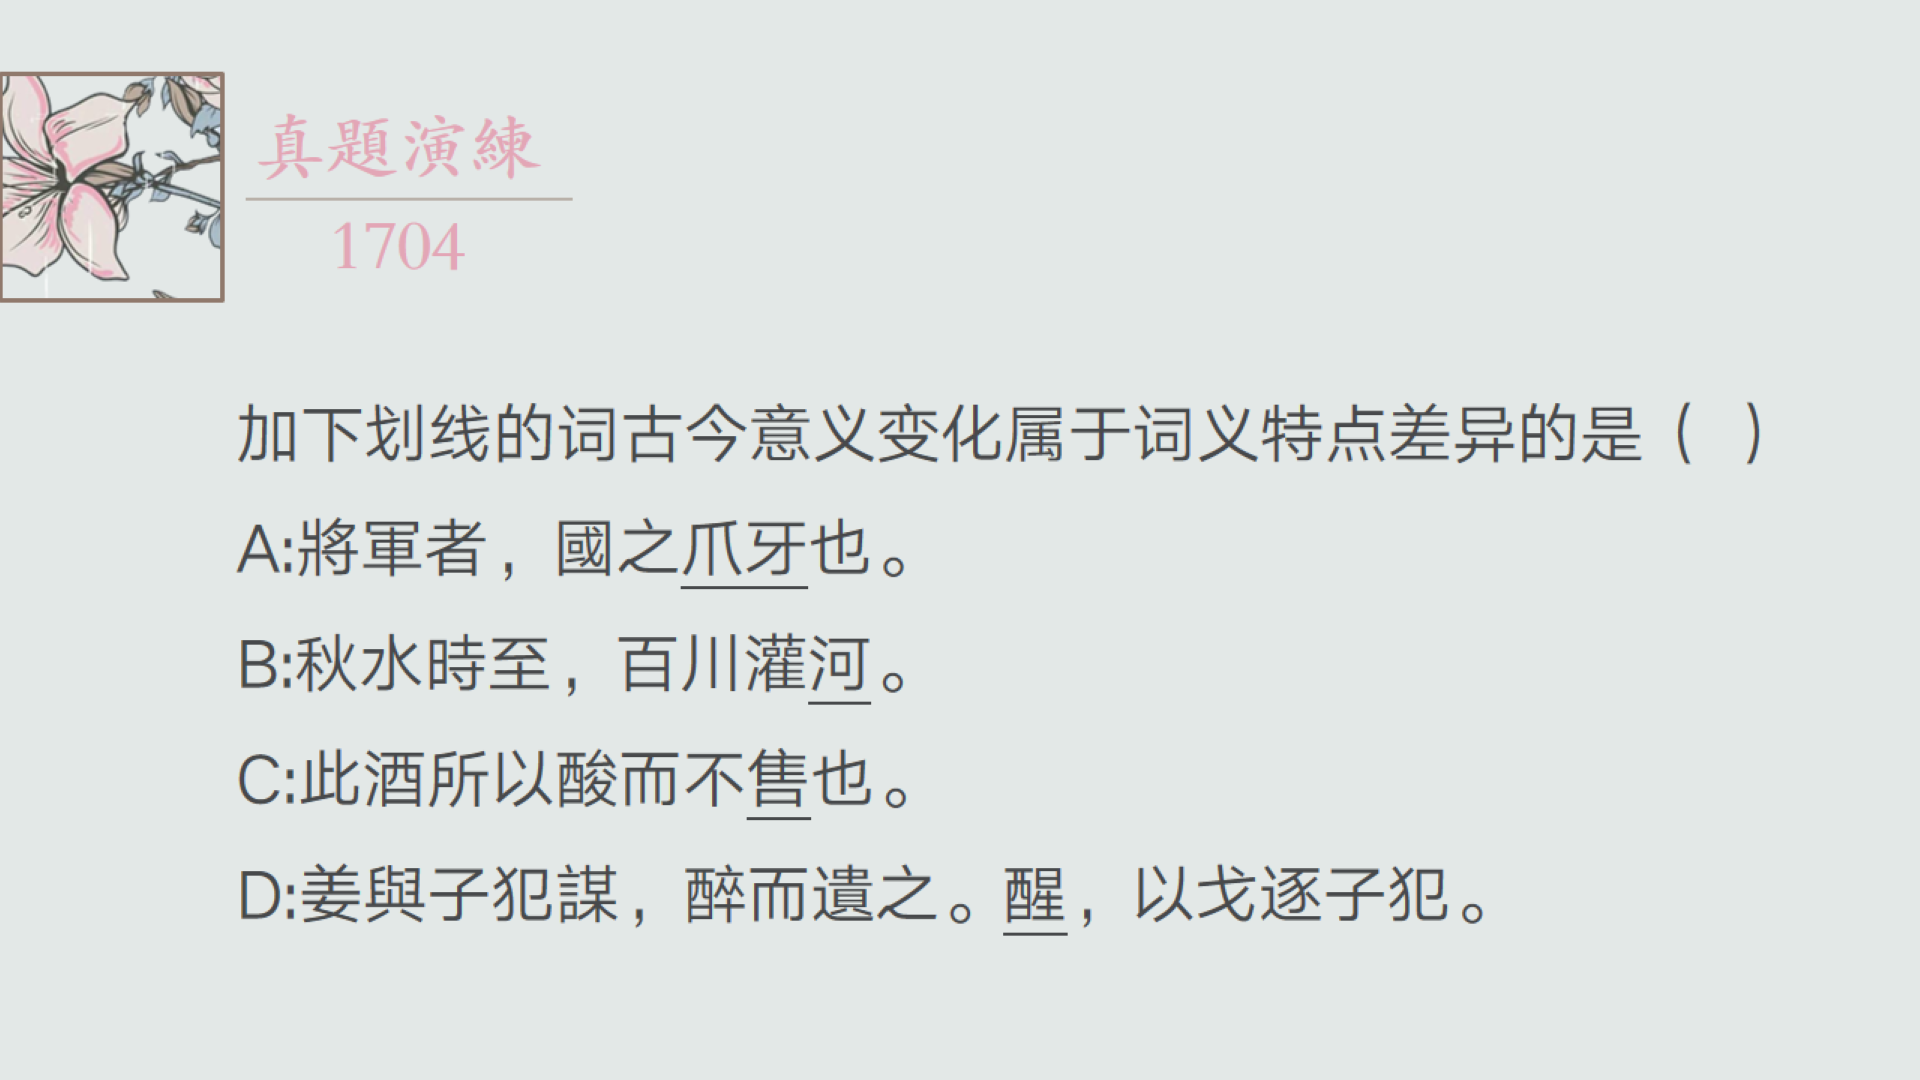 真題演練
1704
加下划线的词古今意义变化属于词义特点差异的是（ ）
A:將軍者，國之爪牙也。
B:秋水時至，百川灌河。
C:此酒所以酸而不售也。
D:姜與子犯謀，醉而遺之。醒，以戈逐子犯。